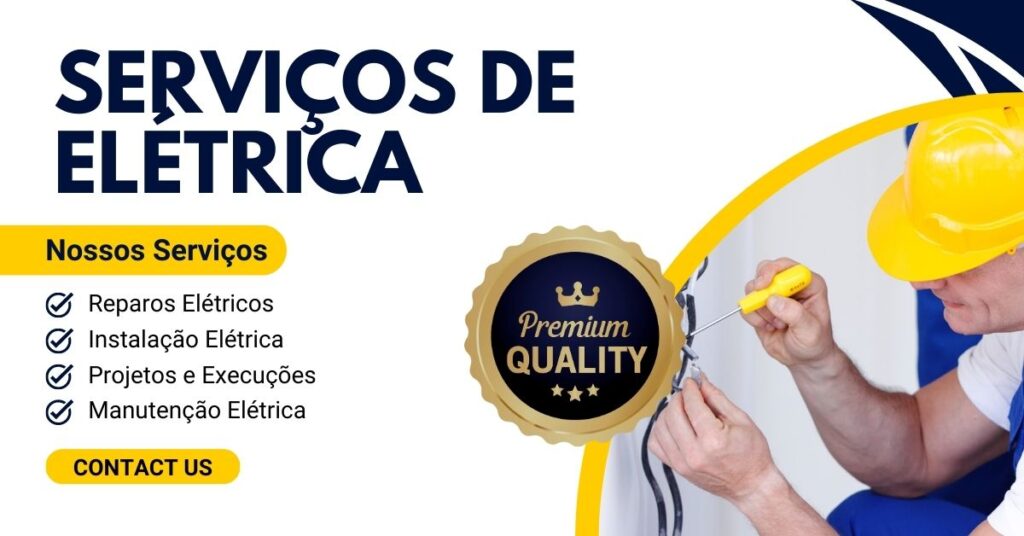 SERVIÇOS DE
ELÉTRICA
Nossos Serviços
Reparos Elétricos
Instalação Elétrica
Projetos e Execuções
Manutenção Elétrica
CONTACT US
Premium
QUALITY